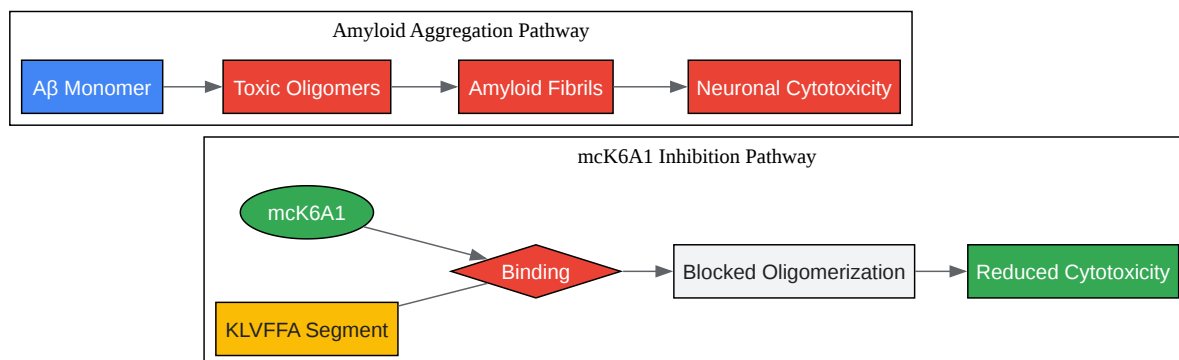 Amyloid Aggregation Pathway
Aβ Monomer
Toxic Oligomers
Amyloid Fibrils
Neuronal Cytotoxicity
mcK6A1 Inhibition Pathway
mcK6A1
Binding
Blocked Oligomerization
Reduced Cytotoxicity
KLVFFA Segment